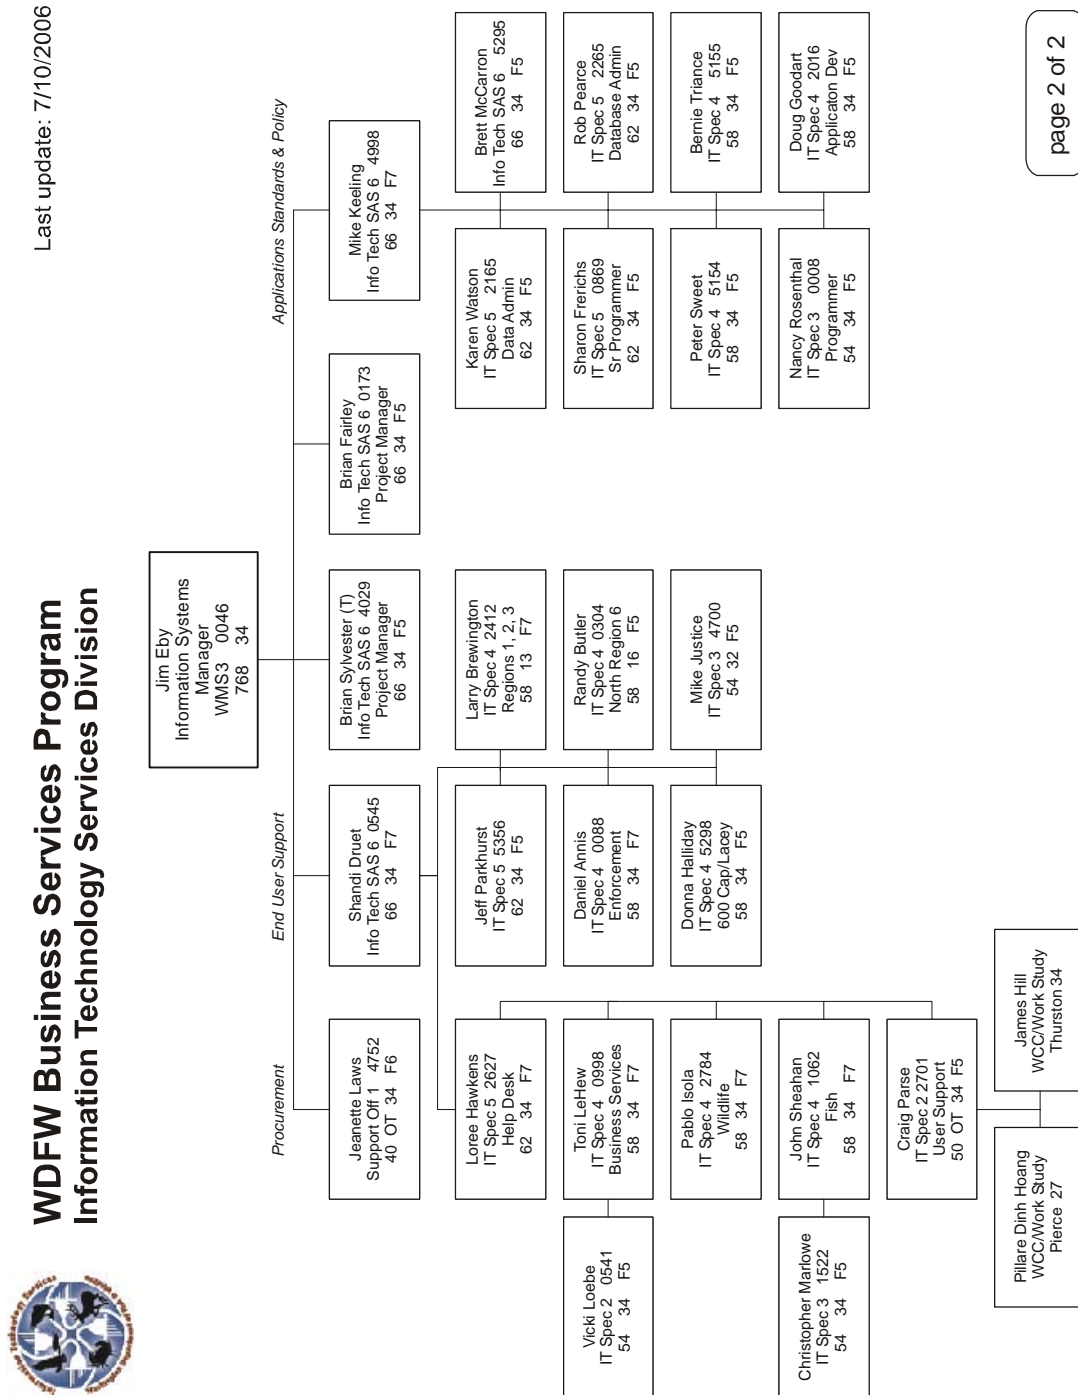 WDFW Business Services Program
Information Technology Services Division
Last update: 7/10/2006
Jim Eby
Information Systems
Manager
WMS3 0046
768 34
Procurement
End User Support
Applications Standards & Policy
Jeanette Laws
Support Off 1 4752
40 OT 34 F6
Shandi Druet
Info Tech SAS 6 0545
66 34 F7
Brian Sylvester (T)
Info Tech SAS 6 4029
Project Manager
66 34 F5
Brian Fairley
Info Tech SAS 6 0173
Project Manager
66 34 F5
Mike Keeling
Info Tech SAS 6 4998
66 34 F7
Loree Hawkens
IT Spec 5 2627
Help Desk
62 34 F7
Jeff Parkhurst
IT Spec 5 5356
62 34 F5
Larry Brewington
IT Spec 4 2412
Regions 1, 2, 3
58 13 F7
Karen Watson
IT Spec 5 2165
Data Admin
62 34 F5
Brett McCarron
Info Tech SAS 6 5295
66 34 F5
Vicki Loebe
IT Spec 2 0541
54 34 F5
Toni LeHew
IT Spec 4 0998
Business Services
58 34 F7
Daniel Annis
IT Spec 4 0088
Enforcement
58 34 F7
Randy Butler
IT Spec 4 0304
North Region 6
58 16 F5
Sharon Frerichs
IT Spec 5 0869
Sr Programmer
62 34 F5
Rob Pearce
IT Spec 5 2265
Database Admin
62 34 F5
Pablo Isola
IT Spec 4 2784
Wildlife
58 34 F7
Donna Halliday
IT Spec 4 5298
600 Cap/Lacey
58 34 F5
Mike Justice
IT Spec 3 4700
54 32 F5
Peter Sweet
IT Spec 4 5154
58 34 F5
Bernie Triance
IT Spec 4 5155
58 34 F5
Christopher Marlowe
IT Spec 3 1522
54 34 F5
John Sheahan
IT Spec 4 1062
Fish
58 34 F7
Nancy Rosenthal
IT Spec 3 0008
Programmer
54 34 F5
Doug Goodart
IT Spec 4 2016
Applicaton Dev
58 34 F5
Craig Parse
IT Spec 2 2701
User Support
50 OT 34 F5
Pillare Dinh Hoang
WCC/Work Study
Pierce 27
James Hill
WCC/Work Study
Thurston 34
page 2 of 2
Information Technology Services